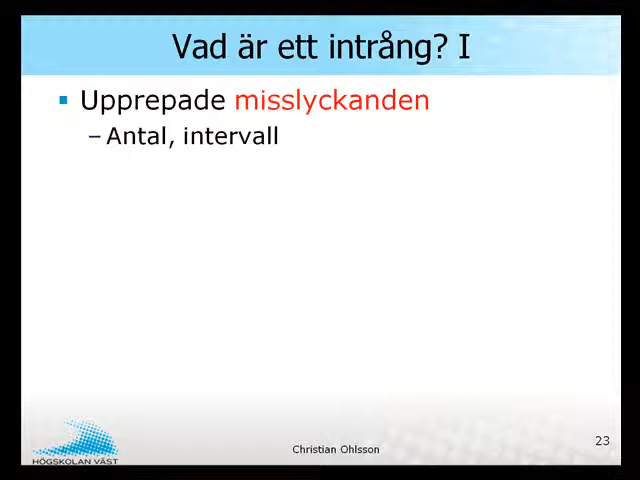 Vad är ett intrång? I
▪ Upprepade misslyckanden
– Antal, intervall
HÖGSKOLAN VÄST
Christian Ohlsson
23